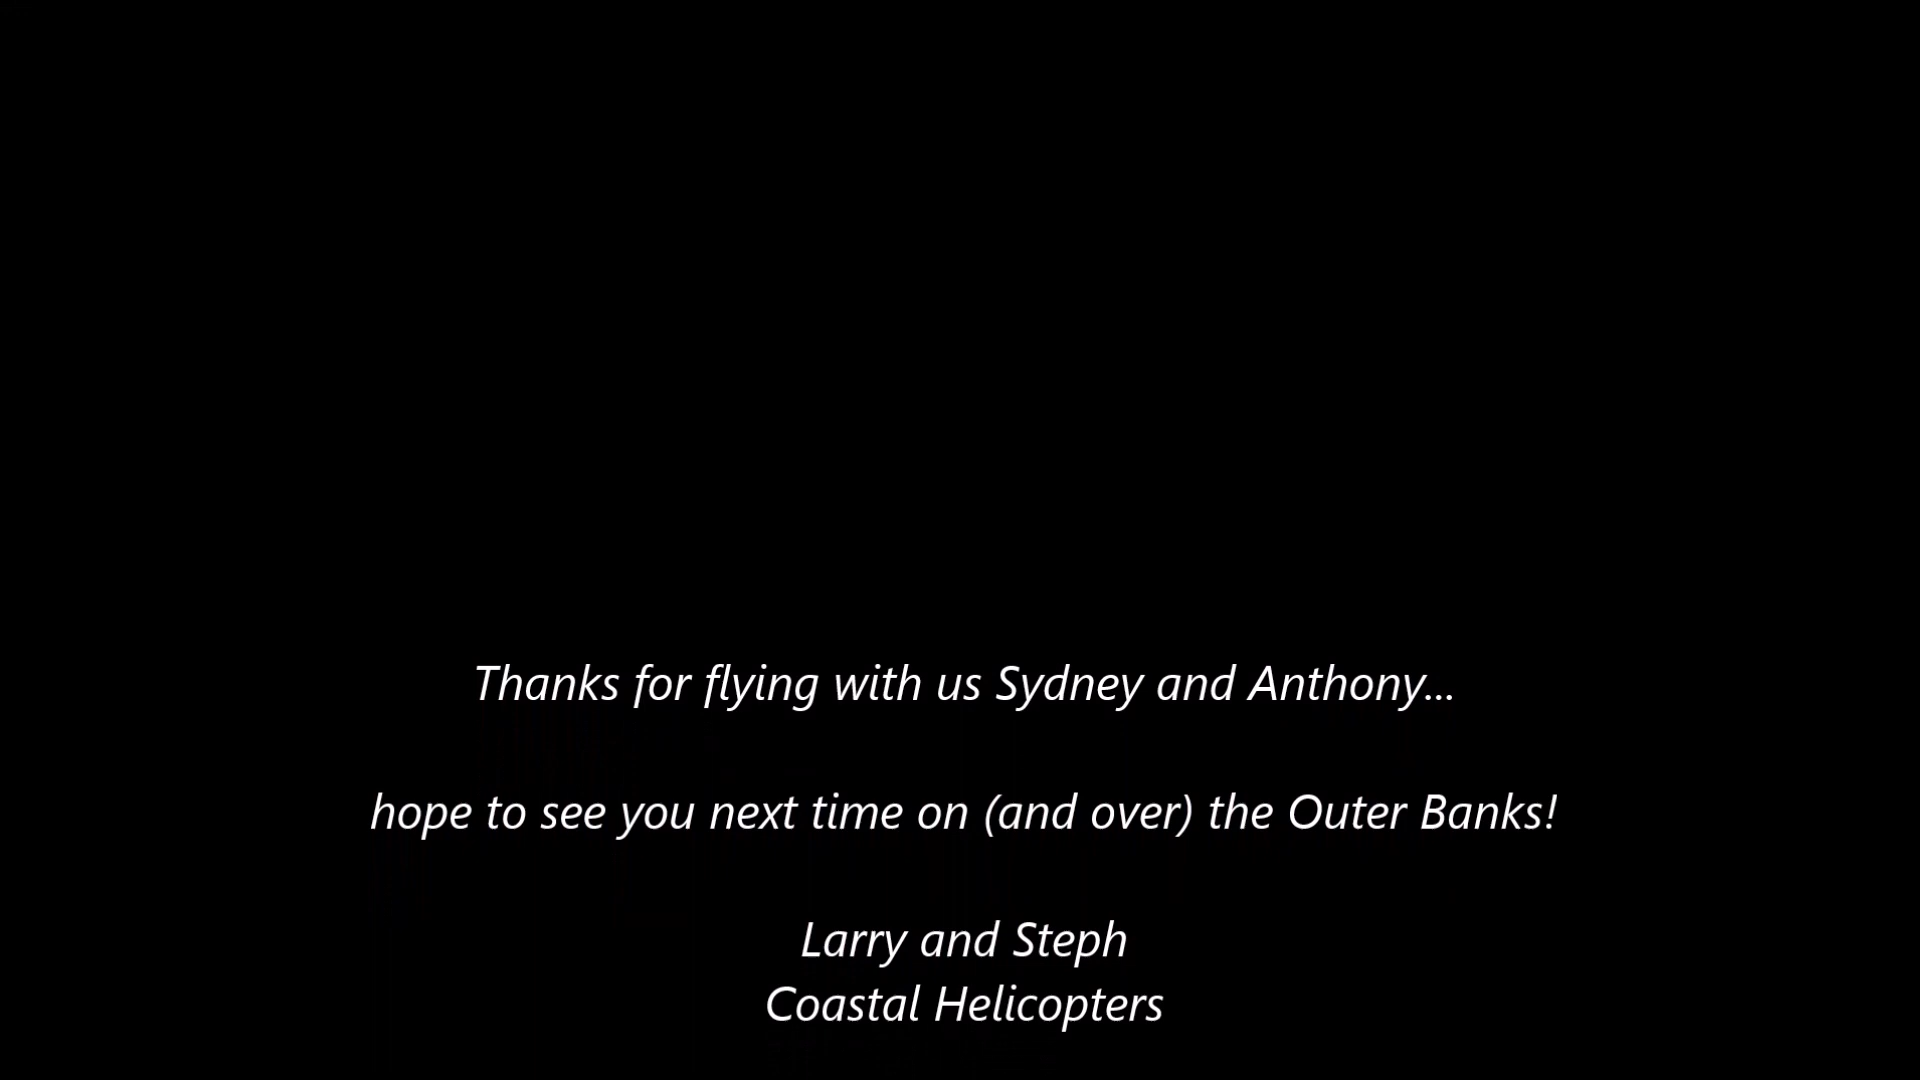 Thanks for flying with us Sydney and Anthony...
hope to see you next time on (and over) the Outer Banks!
Larry and Steph
Coastal Helicopters